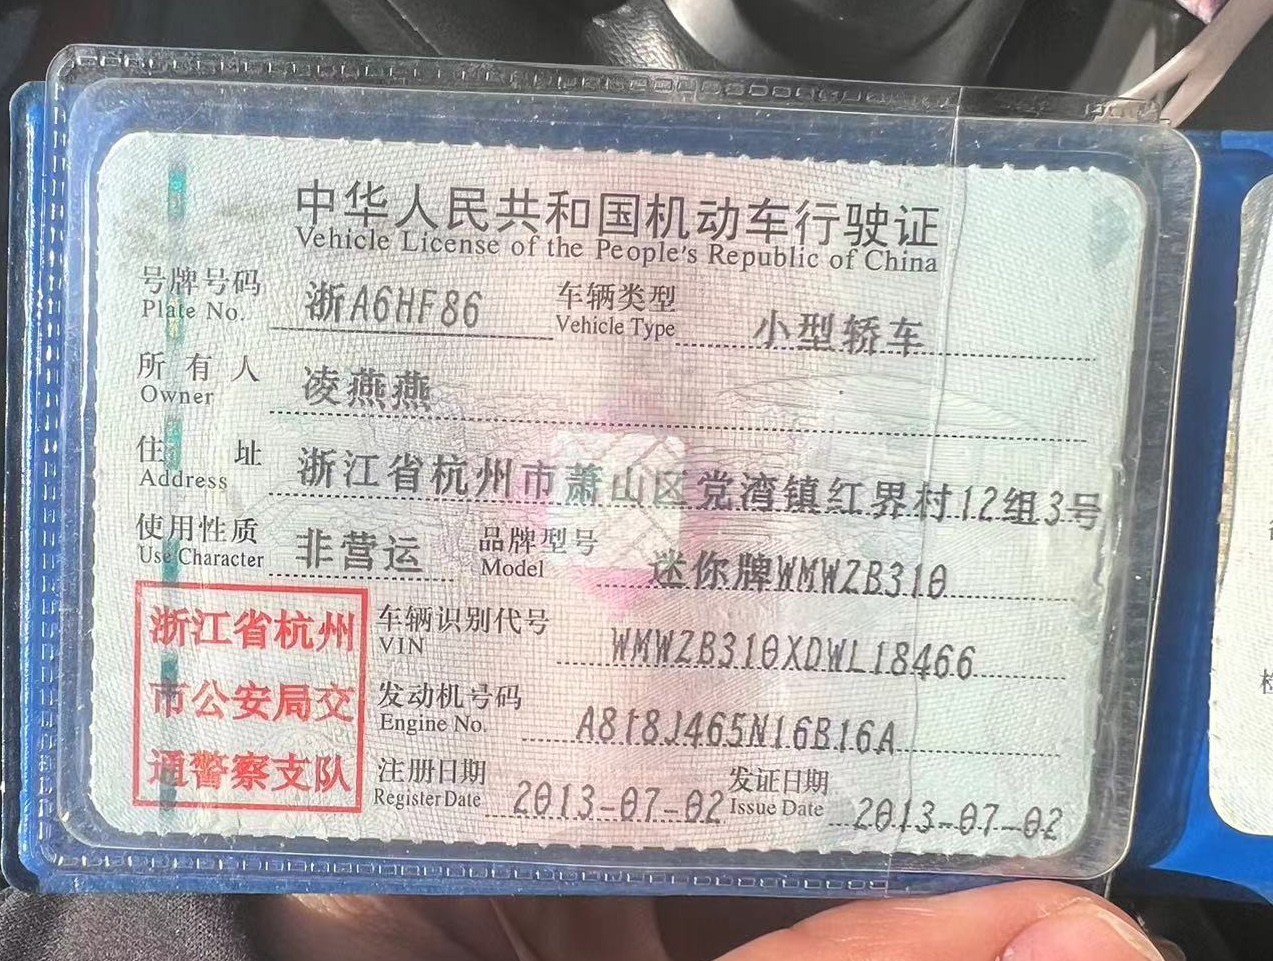 中华人民共和国机动车行驶证
Vehicle License of the People's Republic of China
号牌号码 浙A6HF86 车辆类型 小型轿车
Plate No. Vehicle Type
所有人 凌燕燕
Owner
住址 浙江省杭州市萧山区党湾镇红界村12组3号
Address
使用性质 非营运 品牌型号 迷你牌WMWZB310
Use Character Model
浙江省杭州
市公安局交
通警察支队
车辆识别代号 WMWZB310XDWL18466
VIN
发动机号码 A818J465N16B16A
Engine No.
注册日期 2013-07-02 发证日期 2013-07-02
Register Date Issue Date